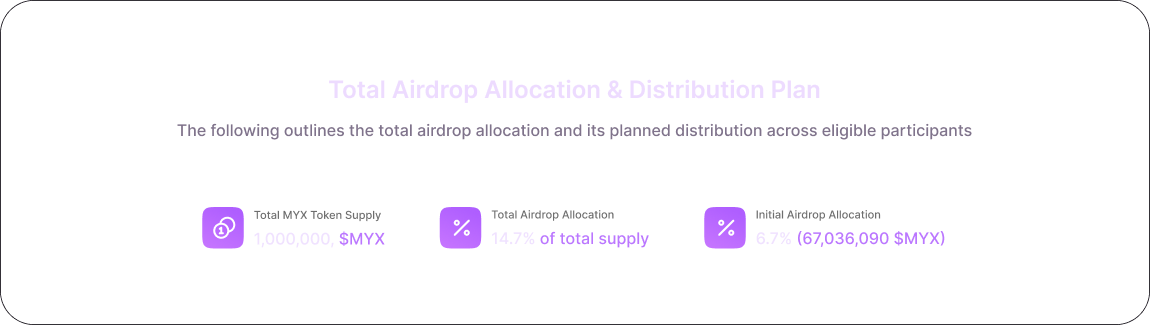 Total Airdrop Allocation & Distribution Plan
The following outlines the total airdrop allocation and its planned distribution across eligible participants
Total MYX Token Supply
1,000,000, $MYX
Total Airdrop Allocation
14.7% of total supply
Initial Airdrop Allocation
6.7% (67,036,090 $MYX)